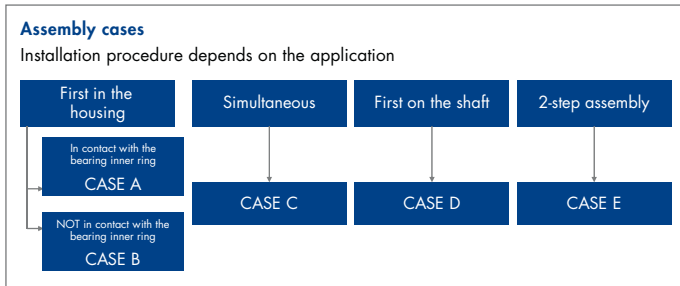 Assembly cases
Installation procedure depends on the application
First in the
housing
Simultaneous
First on the shaft
2-step assembly
In contact with the
bearing inner ring
CASE A
CASE C
CASE D
CASE E
NOT in contact with the
bearing inner ring
CASE B